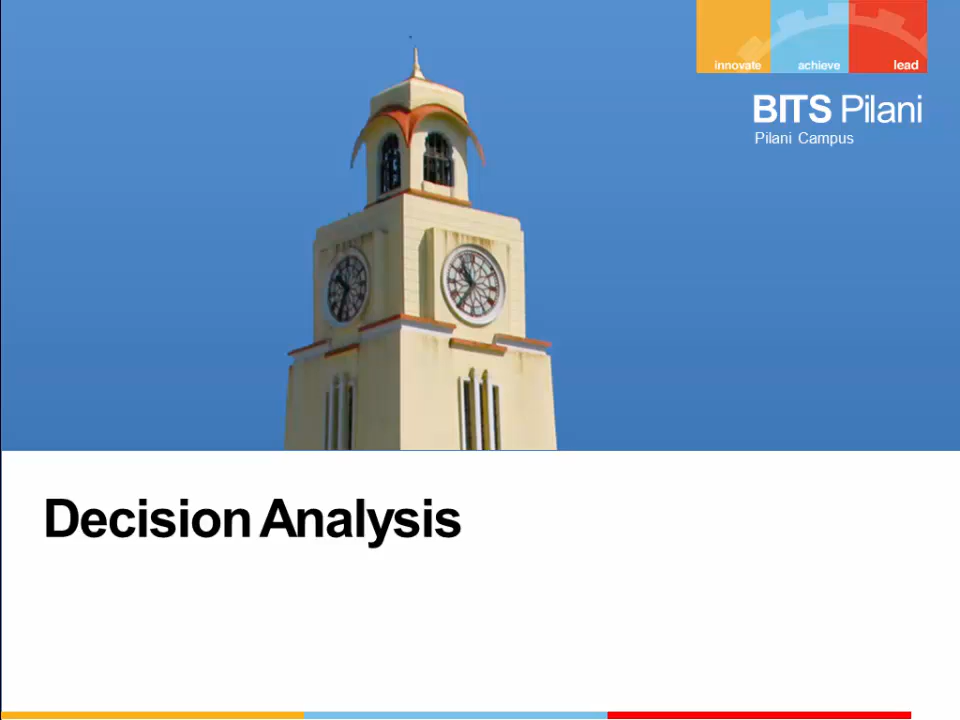 innovate achieve lead
BITS Pilani
Pilani Campus
Decision Analysis